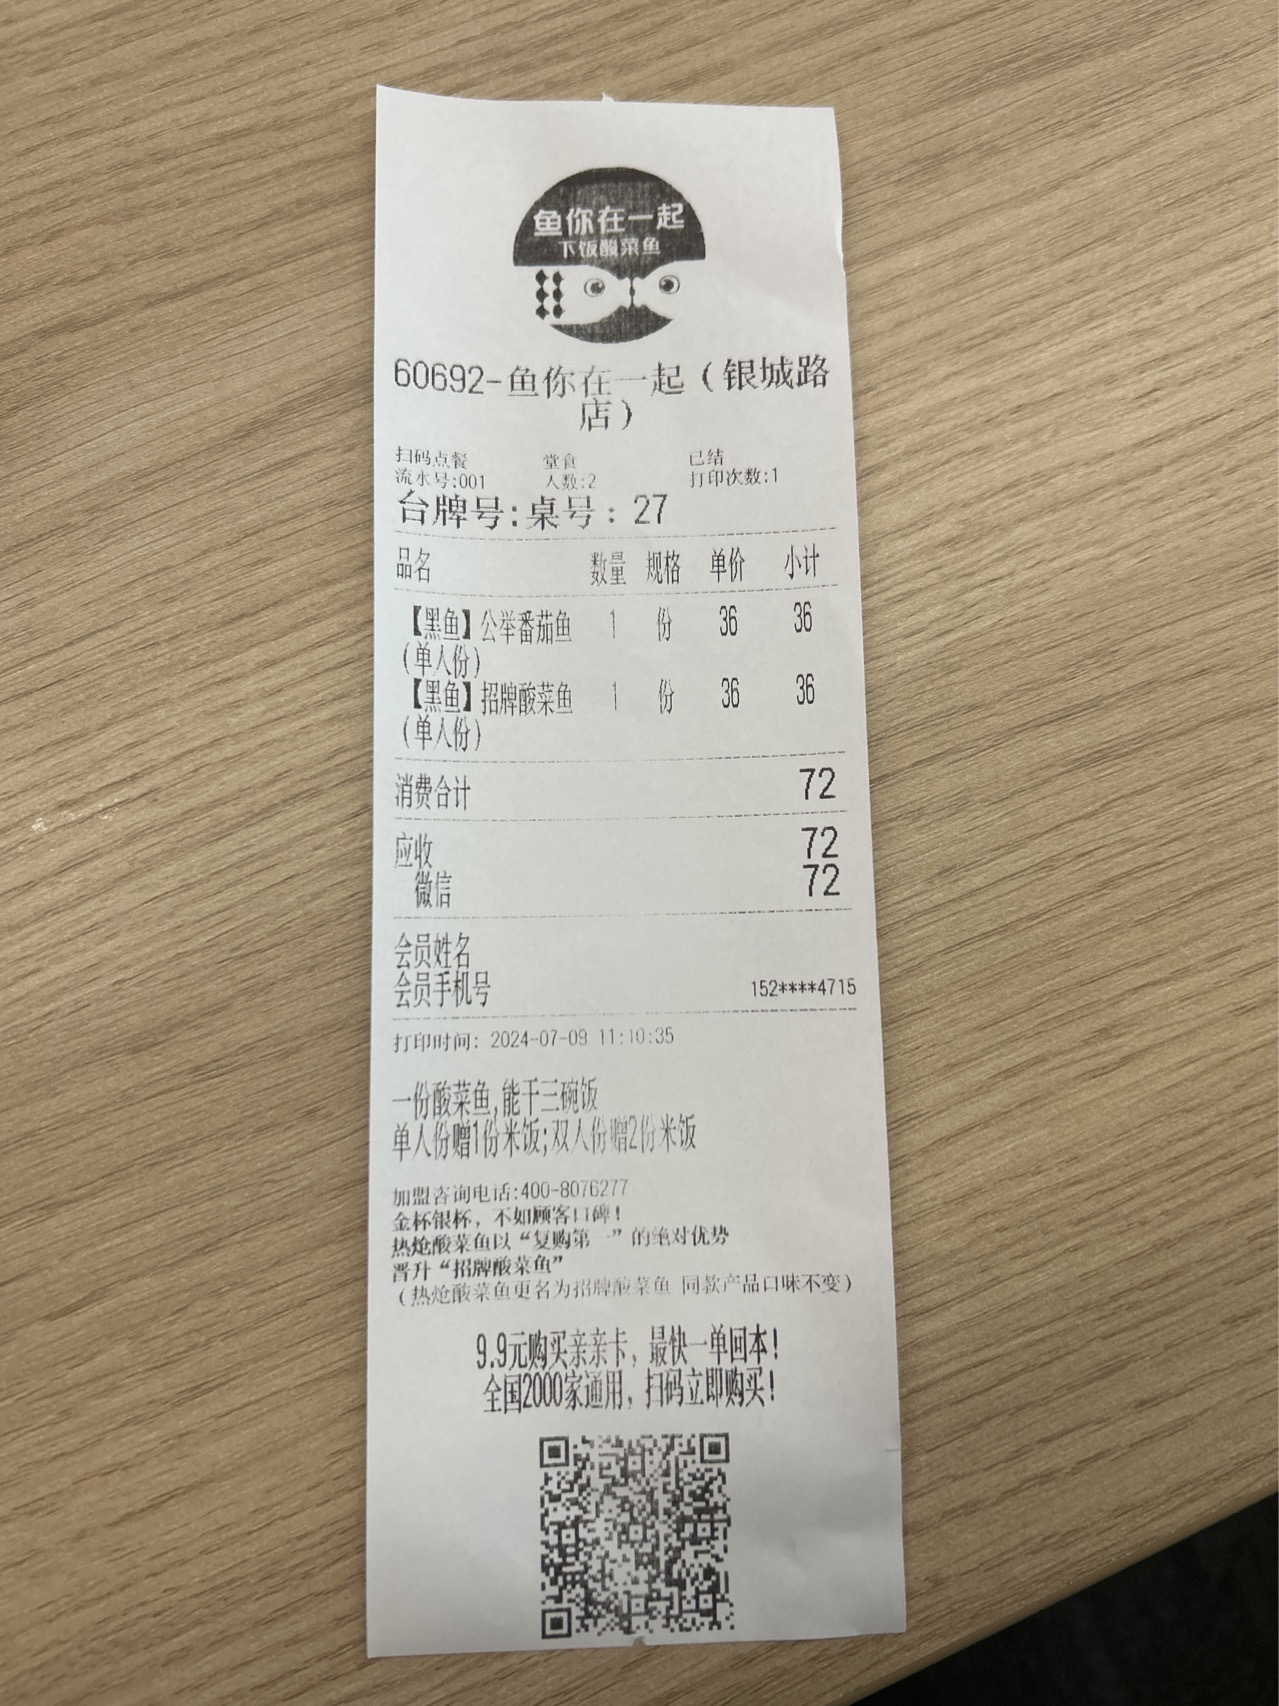 鱼你在一起
下饭酸菜鱼
60692-鱼你在一起（银城路
店）
扫码点餐 堂食 已结
流水号:001 人数:2 打印次数:1
台牌号:桌号：27
品名 数量 规格 单价 小计
【黑鱼】公举番茄鱼 1 份 36 36
（单人份）
【黑鱼】招牌酸菜鱼 1 份 36 36
（单人份）
消费合计 72
应收 72
微信 72
会员姓名
会员手机号 152****4715
打印时间: 2024-07-09 11:10:35
一份酸菜鱼,能干三碗饭
单人份赠1份米饭;双人份赠2份米饭
加盟咨询电话:400-8076277
金杯银杯，不如顾客口碑！
热炝酸菜鱼以“复购第一”的绝对优势
晋升“招牌酸菜鱼”
（热炝酸菜鱼更名为招牌酸菜鱼 同款产品口味不变）
9.9元购买亲亲卡，最快一单回本！
全国2000家通用，扫码立即购买！